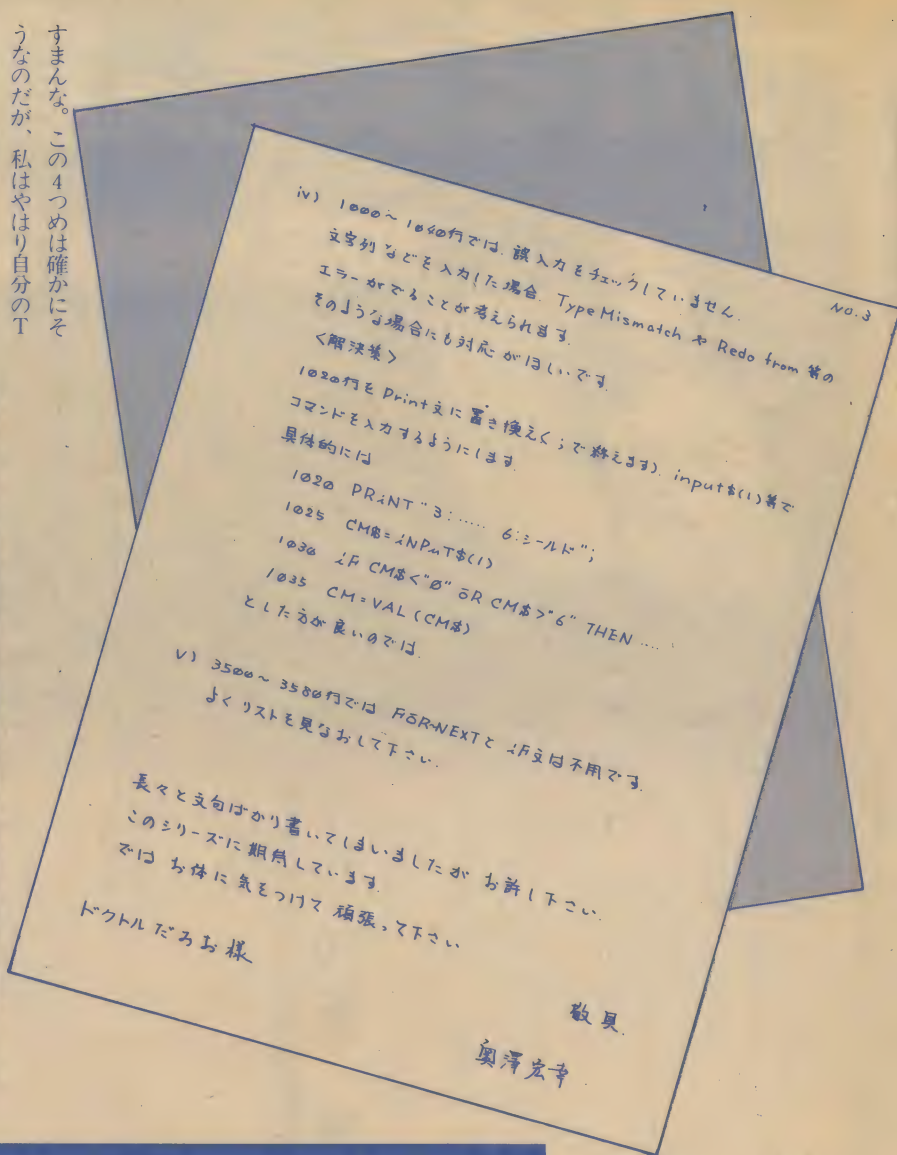 すまんな。この4つめは確かにそ
うなのだが、私はやはり自分のT
NO.3
iv) 1000～1040行では、誤入力をチェックしていません。
文字列などを入力した場合、Type Mismatch や Redo from 等の
エラーがでることが考えられます。
そのような場合にも対応がほしいです。
<解決策>
1020行を Print文に置き換えく;で終えます)、input$(1)等で
コマンドを入力するようにします。
具体的には
1020 PRiNT "3:..... 6:シールド";
1025 CM$=iNPuT$(1)
1030 iF CM$<"0" OR CM$>"6" THEN .....
1035 CM=VAL(CM$)
とした方が良いのでは。
V) 3500～3580行では FOR～NEXTと iF文は不用です。
よくリストを見なおして下さい。
長々と文句ばかり書いてしまいましたが お許し下さい。
このシリーズに期待しています。
では お体に気をつけて 頑張って下さい
ドクトルだみお様
敬具.
奥澤宏幸